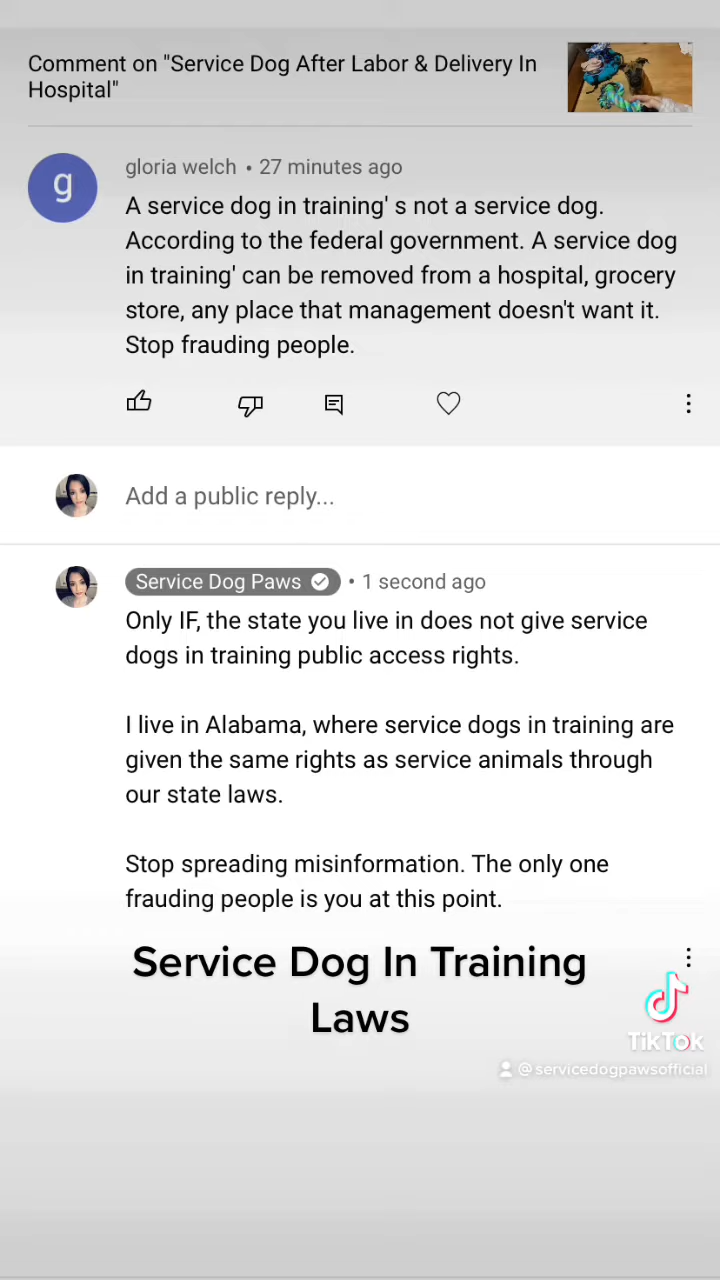 Comment on "Service Dog After Labor & Delivery In
Hospital"
g
gloria welch • 27 minutes ago
A service dog in training' s not a service dog.
According to the federal government. A service dog
in training' can be removed from a hospital, grocery
store, any place that management doesn't want it.
Stop frauding people.
Add a public reply...
Service Dog Paws • 1 second ago
Only IF, the state you live in does not give service
dogs in training public access rights.
I live in Alabama, where service dogs in training are
given the same rights as service animals through
our state laws.
Stop spreading misinformation. The only one
frauding people is you at this point.
Service Dog In Training
Laws
TikTok
@servicedogpawsofficial